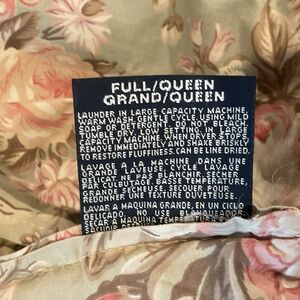 FULL/QUEEN
GRAND/QUEEN
LAUNDER IN LARGE CAPACITY MACHINE,
WARM WASH, GENTLE CYCLE, USING MILD
SOAP OR DETERGENT. DO NOT BLEACH.
TUMBLE DRY, LOW SETTING, IN LARGE
CAPACITY MACHINE. WHEN DRYER STOPS,
REMOVE IMMEDIATELY AND SHAKE BRISKLY
TO RESTORE FLUFFINESS. CAN BE LINE DRIED.
LAVAGE A LA MACHINE DANS UNE
GRANDE LAVEUSE, CYCLE LAVAGE
DELICAT, NE PAS BLANCHIR. SECHER
PAR CULBUTAGE, BASSE TEMPERATURE,
GRANDE SECHEUSE. SECOUER POUR
REDONNER UNE TEXTURE OUVETEUSE.
LAVAR A MAQUINA GRANDE, EN UN CICLO
DELICADO. NO USE BLANQUEADOR.
SECAR A MAQUINA TEMPERATURA
SACUDIR